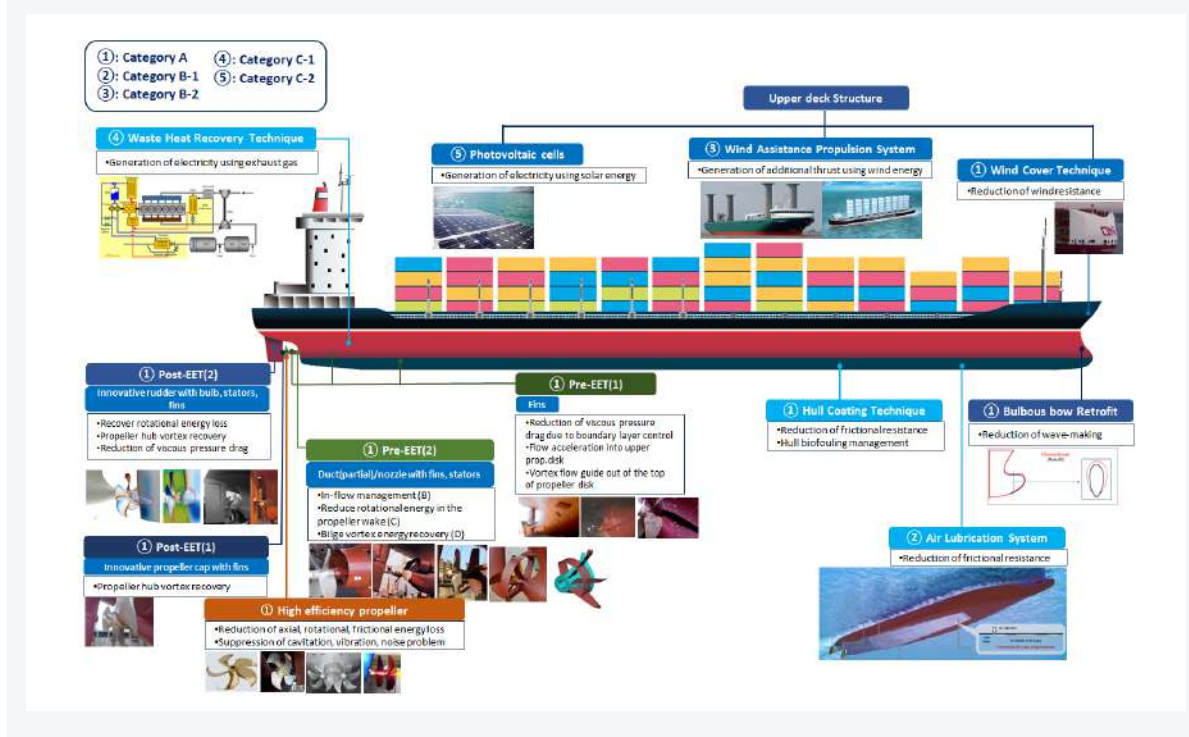 ①: Category A
②: Category B-1
③: Category B-2
④: Category C-1
⑤: Category C-2
Upper deck Structure
④ Waste Heat Recovery Technique
•Generation of electricity using exhaust gas
⑤ Photovoltaic cells
•Generation of electricity using solar energy
③ Wind Assistance Propulsion System
•Generation of additional thrust using wind energy
① Wind Cover Technique
•Reduction of windresistance
① Post-EET(2)
Innovative rudder with bulb, stators,
fins
•Recover rotational energy loss
•Propeller hub vortex recovery
•Reduction of viscous pressure drag
① Pre-EET(2)
Duct(partial)/nozzle with fins, stators
•In-flow management (B)
•Reduce rotational energy in the
propeller wake (C)
•Bilge vortex energy recovery (D)
① Pre-EET(1)
Fins
•Reduction of viscous pressure
drag due to boundary layer control
•Flow acceleration into upper
prop.disk
•Vortex flow guide out of the top
of propeller disk
① Hull Coating Technique
•Reduction of frictional resistance
•Hull biofouling management
① Bulbous bow Retrofit
•Reduction of wave-making
① Post-EET(1)
Innovative propeller cap with fins
•Propeller hub vortex recovery
① High efficiency propeller
•Reduction of axial, rotational, frictional energy loss
•Suppression of cavitation, vibration, noise problem
② Air Lubrication System
•Reduction of frictional resistance